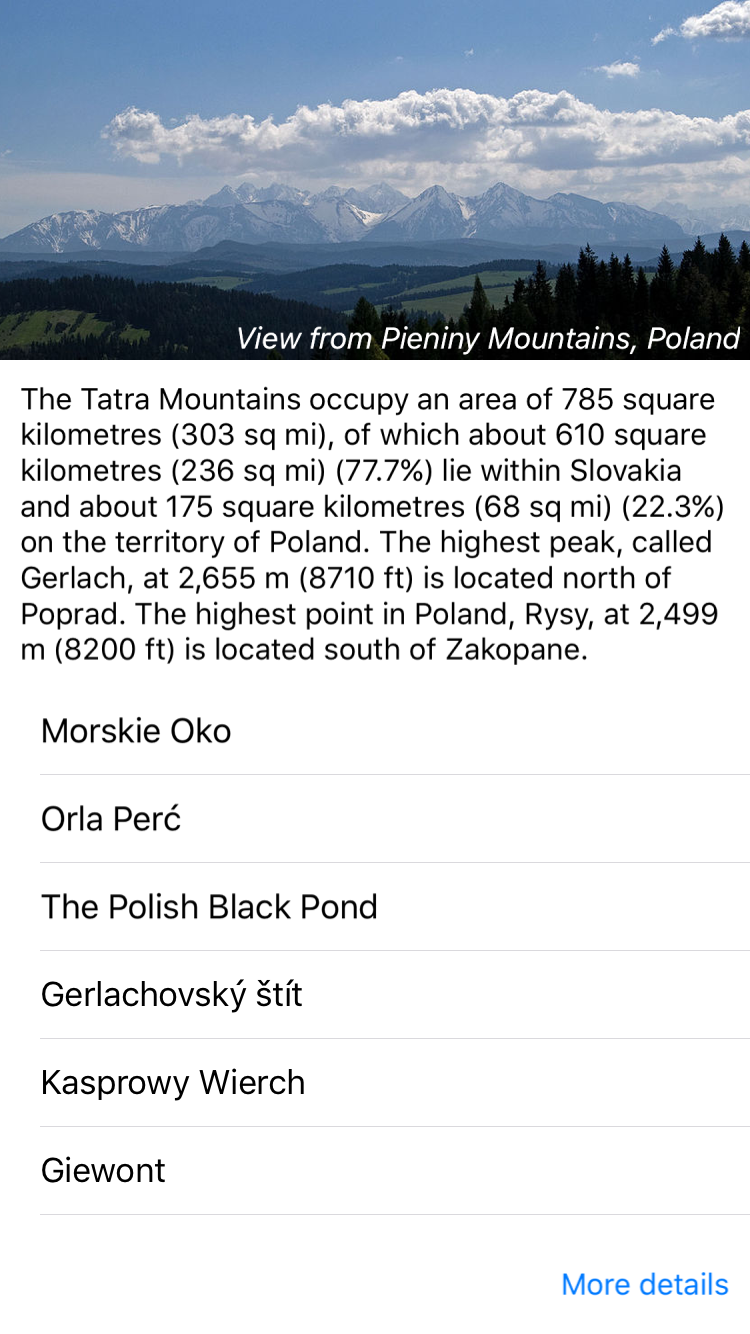 View from Pieniny Mountains, Poland
The Tatra Mountains occupy an area of 785 square
kilometres (303 sq mi), of which about 610 square
kilometres (236 sq mi) (77.7%) lie within Slovakia
and about 175 square kilometres (68 sq mi) (22.3%)
on the territory of Poland. The highest peak, called
Gerlach, at 2,655 m (8710 ft) is located north of
Poprad. The highest point in Poland, Rysy, at 2,499
m (8200 ft) is located south of Zakopane.
Morskie Oko
Orla Perć
The Polish Black Pond
Gerlachovský štít
Kasprowy Wierch
Giewont
More details